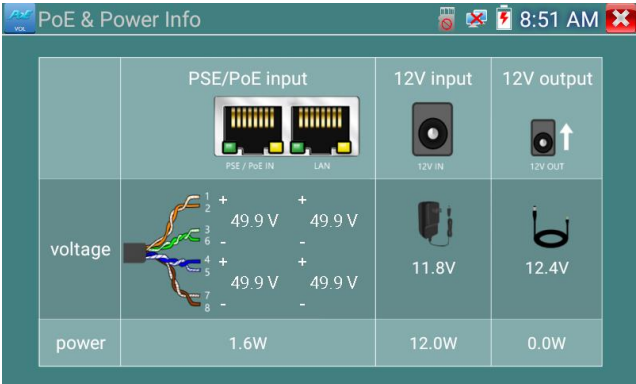 PoE VOL PoE & Power Info 8:51 AM
PSE/PoE input 12V input 12V output
PSE / PoE IN LAN 12V IN 12V OUT
1 + +
2
49.9 V 49.9 V
3
6 - -
voltage 4 + +
5
49.9 V 49.9 V
7
8 - -
11.8V 12.4V
power 1.6W 12.0W 0.0W